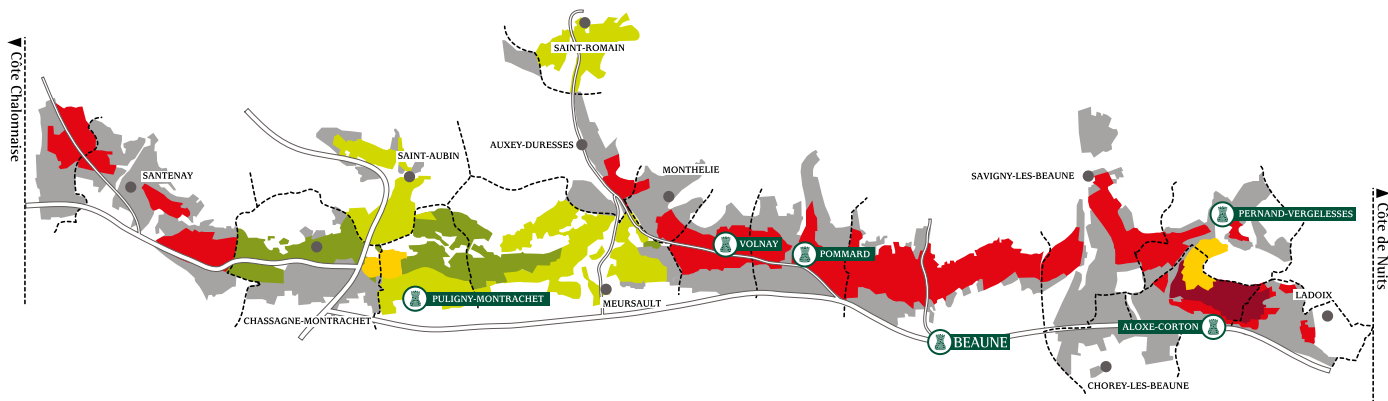 Côte Chalonnaise
SAINT-ROMAIN
AUXEY-DURESSES
SAINT-AUBIN
MONTHELIE
SANTENAY
SAVIGNY-LES-BEAUNE
PERNAND-VERGELESSES
VOLNAY
POMMARD
Côte de Nuits
PULIGNY-MONTRACHET
MEURSAULT
LADOIX
CHASSAGNE-MONTRACHET
ALOXE-CORTON
BEAUNE
CHOREY-LES-BEAUNE